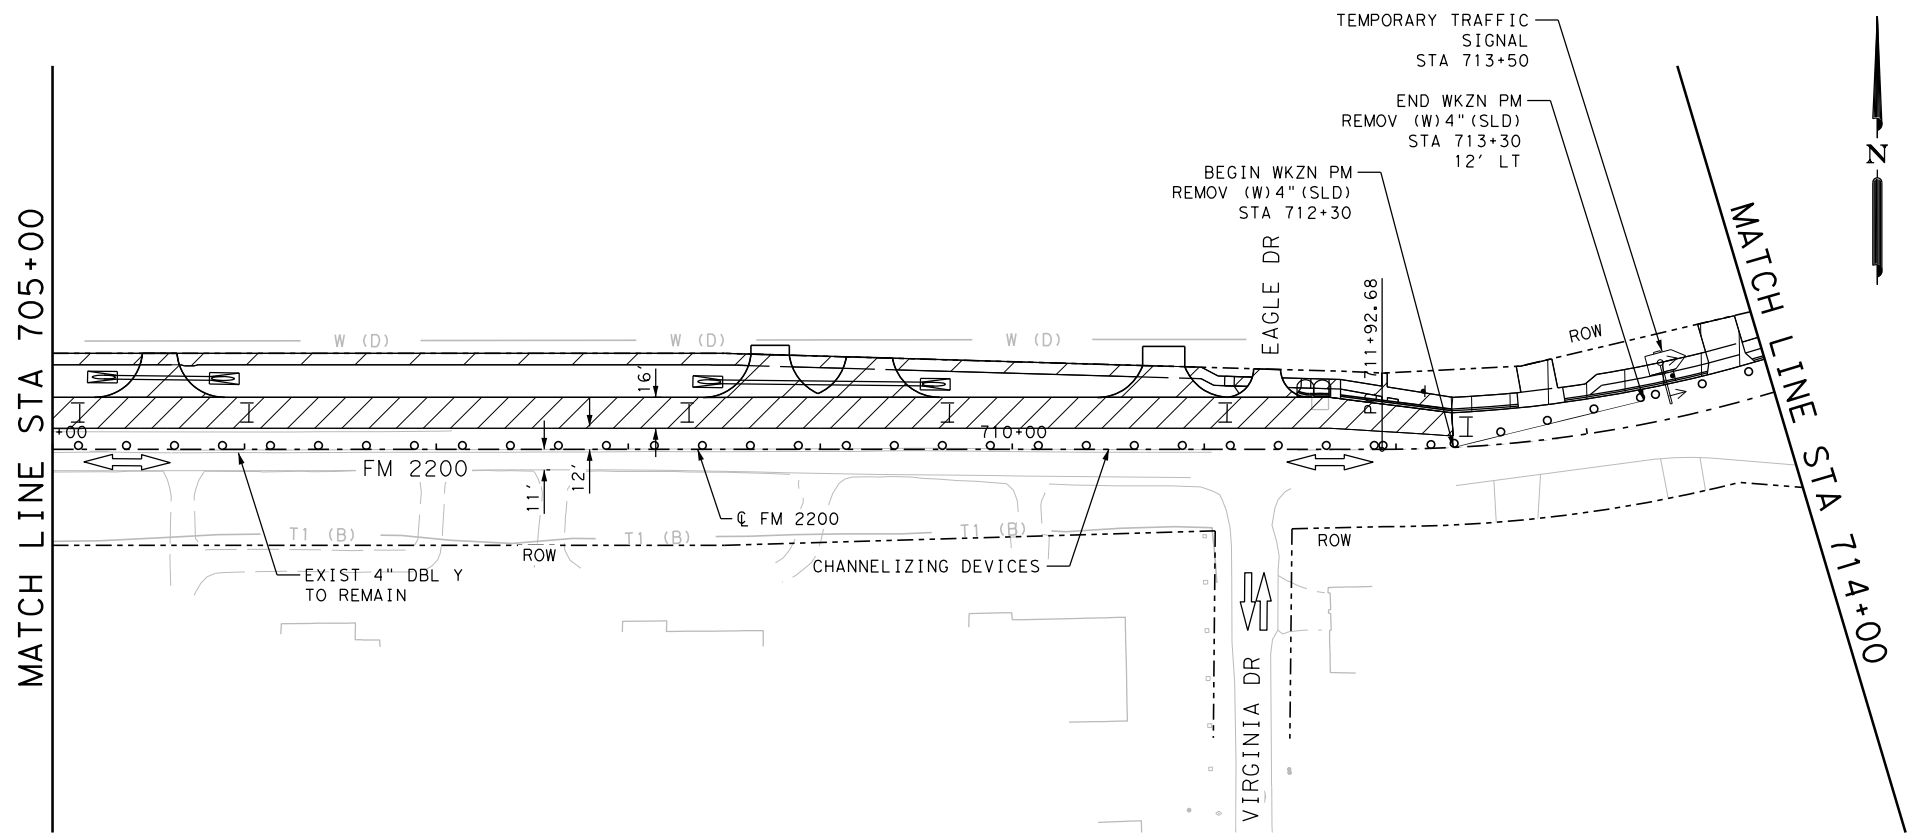 TEMPORARY TRAFFIC
SIGNAL
STA 713+50
END WKZN PM
REMOV (W) 4" (SLD)
STA 713+30
12' LT
BEGIN WKZN PM
REMOV (W) 4" (SLD)
STA 712+30
N
MATCH LINE STA 705+00
MATCH LINE STA 714+00
EAGLE DR
711+92.68
ROW
W (D)
W (D)
W (D)
16'
+00
710+00
FM 2200
11'
12'
℄ FM 2200
T1 (B)
T1 (B)
T1 (B)
ROW
ROW
CHANNELIZING DEVICES
EXIST 4" DBL Y
TO REMAIN
VIRGINIA DR